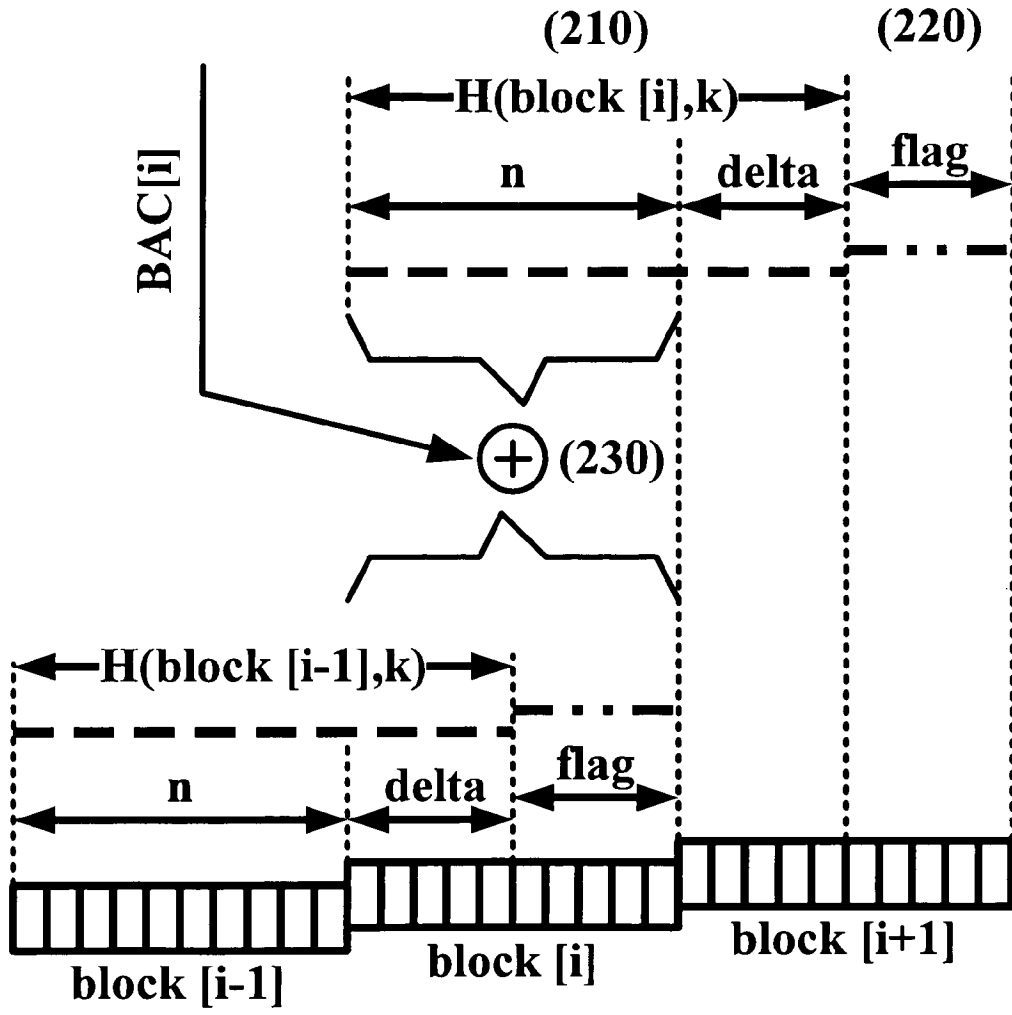 (210)
(220)
H(block [i],k)
flag
n
delta
BAC[i]
+
(230)
H(block [i-1],k)
flag
n
delta
block [i-1]
block [i]
block [i+1]